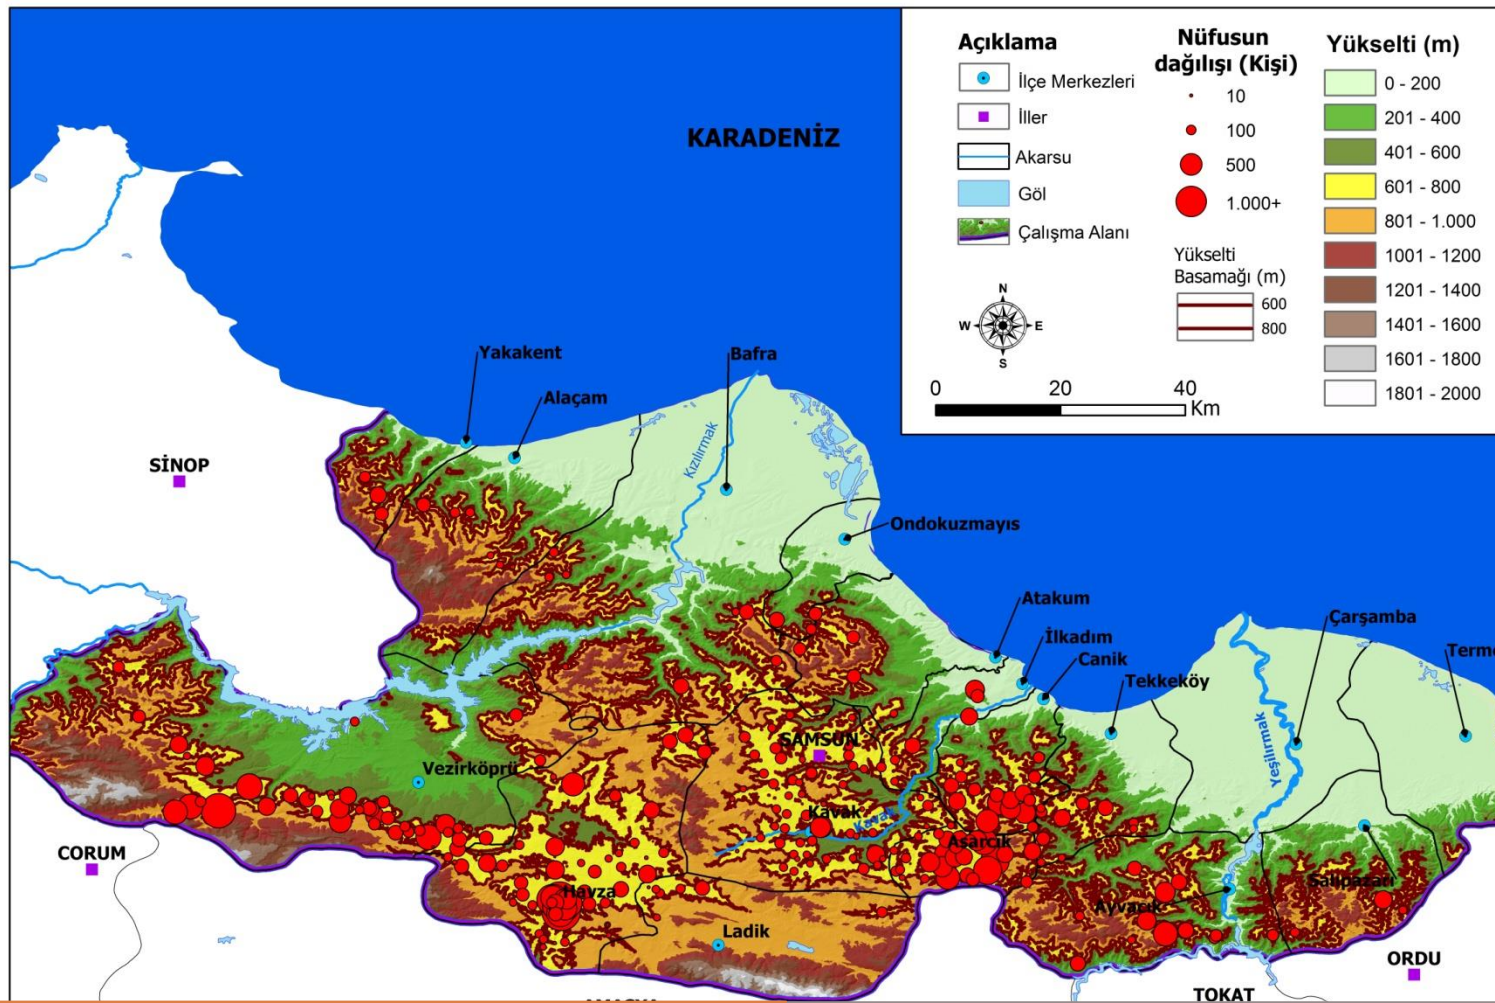 Açıklama
İlçe Merkezleri
İller
Akarsu
Göl
Çalışma Alanı
N
W E
S
Nüfusun
dağılışı (Kişi)
10
100
500
1.000+
Yükselti
Basamağı (m)
600
800
Yükselti (m)
0 - 200
201 - 400
401 - 600
601 - 800
801 - 1.000
1001 - 1200
1201 - 1400
1401 - 1600
1601 - 1800
1801 - 2000
0 20 40
Km
KARADENİZ
Yakakent
Bafra
Alaçam
Kızılırmak
SİNOP
Ondokuzmayıs
Atakum
İlkadım
Canik
Çarşamba
Terme
Tekkeköy
Yeşilırmak
SAMSUN
Vezirköprü
Kavak
Asarcık
ÇORUM
Havza
Salıpazarı
Ayvacık
Ladik
ORDU
TOKAT